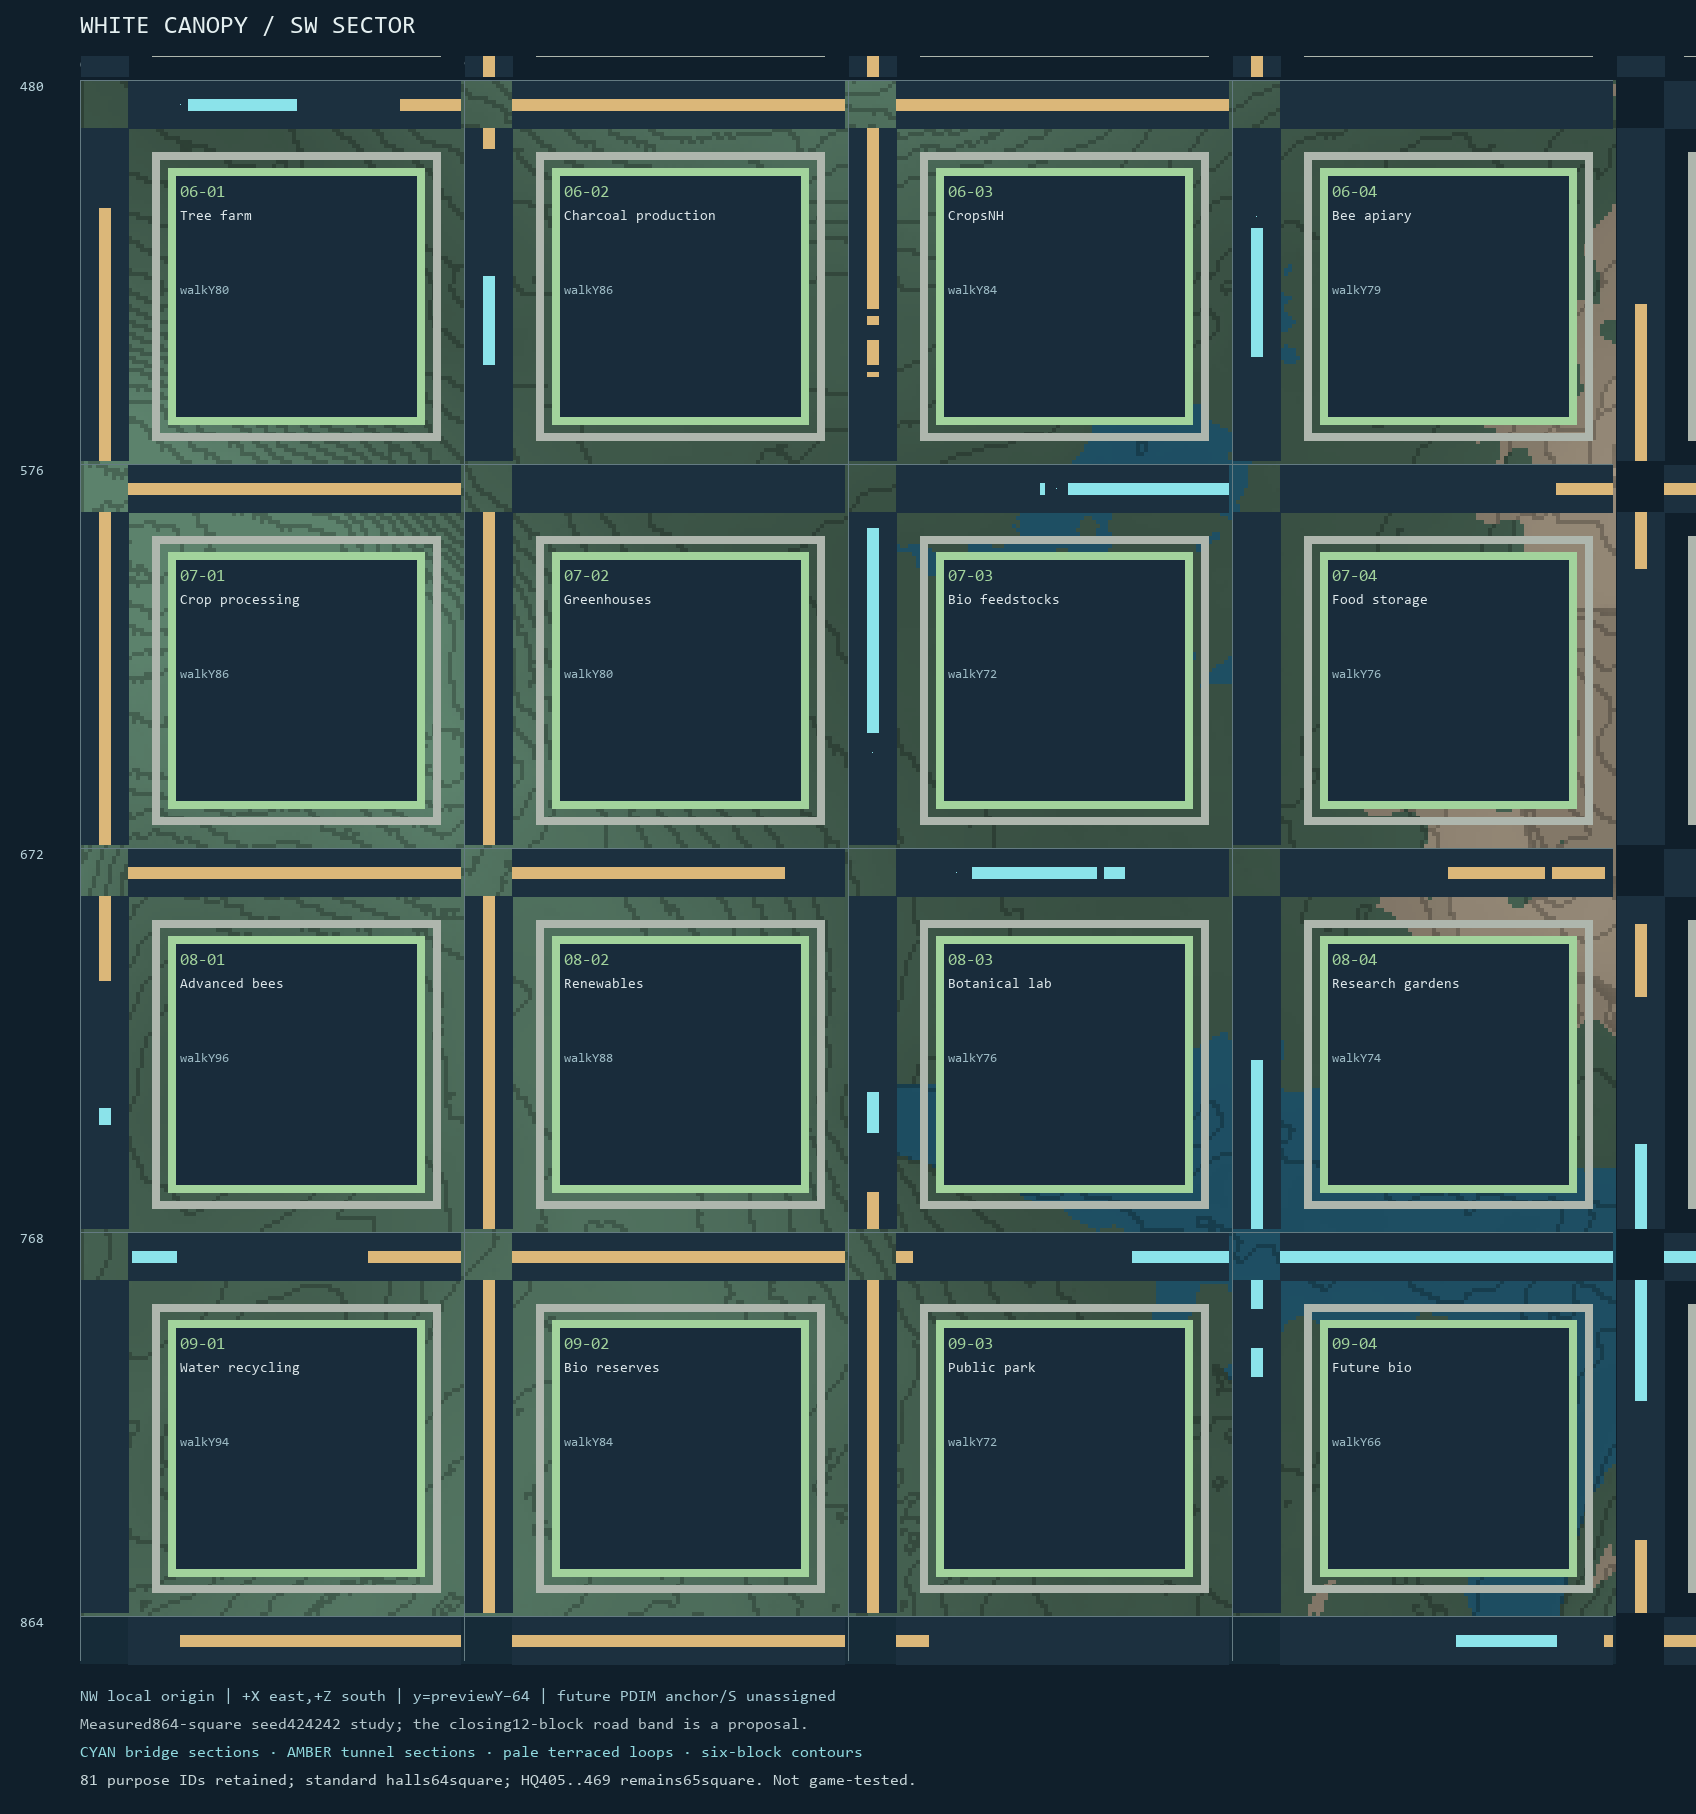 WHITE CANOPY / SW SECTOR
480
06-01
Tree farm
walkY80
06-02
Charcoal production
walkY86
06-03
CropsNH
walkY84
06-04
Bee apiary
walkY79
576
07-01
Crop processing
walkY86
07-02
Greenhouses
walkY80
07-03
Bio feedstocks
walkY72
07-04
Food storage
walkY76
672
08-01
Advanced bees
walkY96
08-02
Renewables
walkY88
08-03
Botanical lab
walkY76
08-04
Research gardens
walkY74
768
09-01
Water recycling
walkY94
09-02
Bio reserves
walkY84
09-03
Public park
walkY72
09-04
Future bio
walkY66
864
NW local origin │ +X east,+Z south │ y=previewY−64 │ future PDIM anchor/S unassigned
Measured864-square seed424242 study; the closing12-block road band is a proposal.
CYAN bridge sections · AMBER tunnel sections · pale terraced loops · six-block contours
81 purpose IDs retained; standard halls64square; HQ405..469 remains65square. Not game-tested.